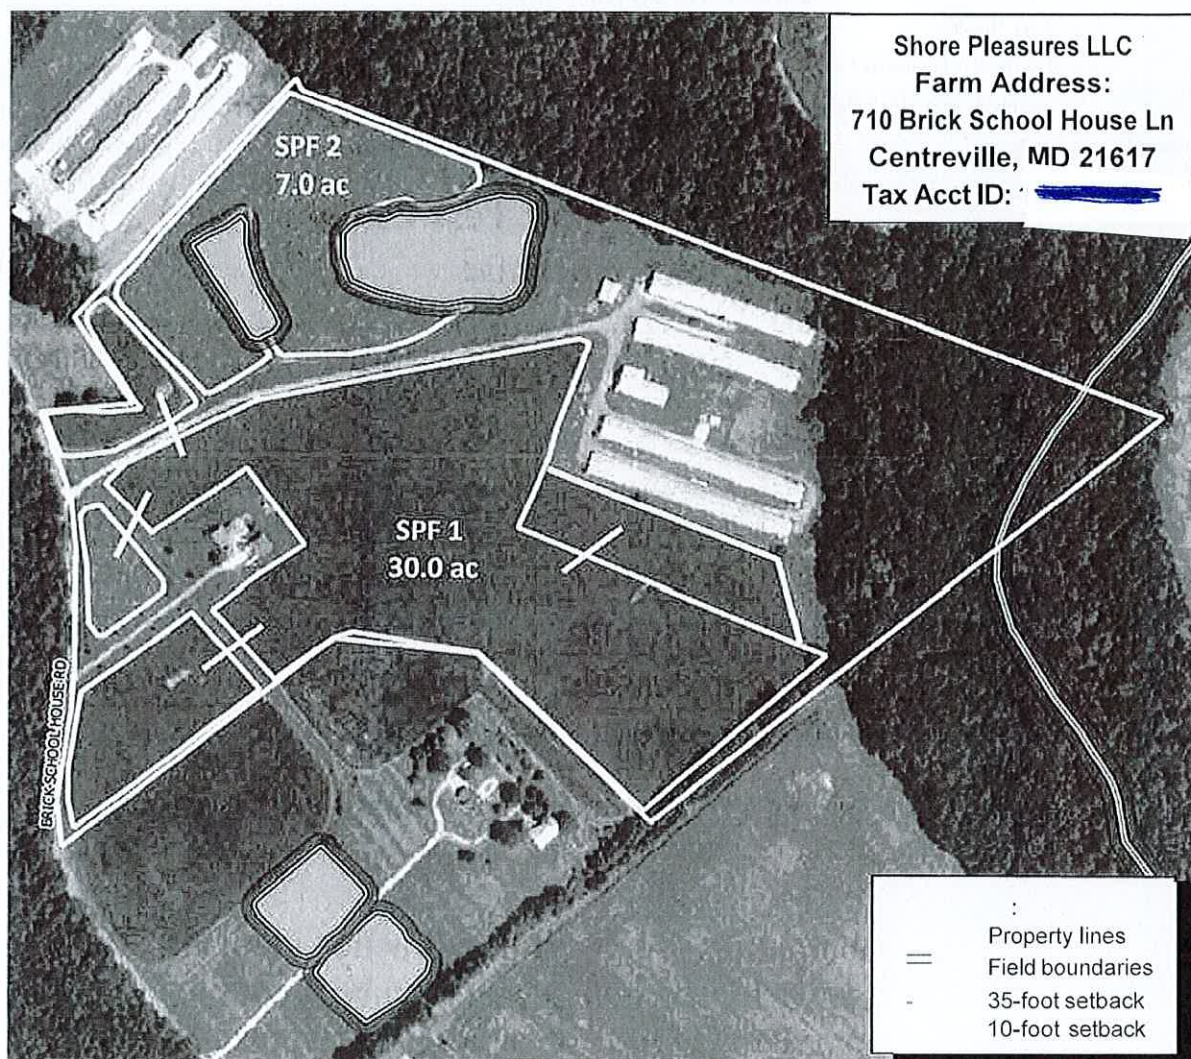 Shore Pleasures LLC
Farm Address:
710 Brick School House Ln
Centreville, MD 21617
Tax Acct ID:
SPF 2
7.0 ac
SPF 1
30.0 ac
BRICK SCHOOL HOUSE RD
:
Property lines
Field boundaries
35-foot setback
10-foot setback